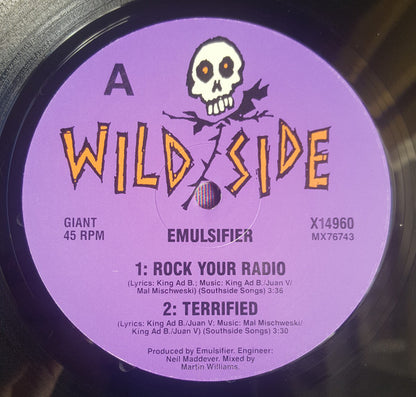 A
WILD SIDE
GIANT
45 RPM
X14960
MX76743
EMULSIFIER
1: ROCK YOUR RADIO
(Lyrics: King Ad B.; Music: King Ad B./Juan V/
Mal Mischweski) (Southside Songs) 3:36
2: TERRIFIED
(Lyrics: King Ad B./Juan V: Music: Mal Mischweski/
King Ad B./Juan V) (Southside Songs) 3:30
Produced by Emulsifier. Engineer:
Neil Maddever. Mixed by
Martin Williams.